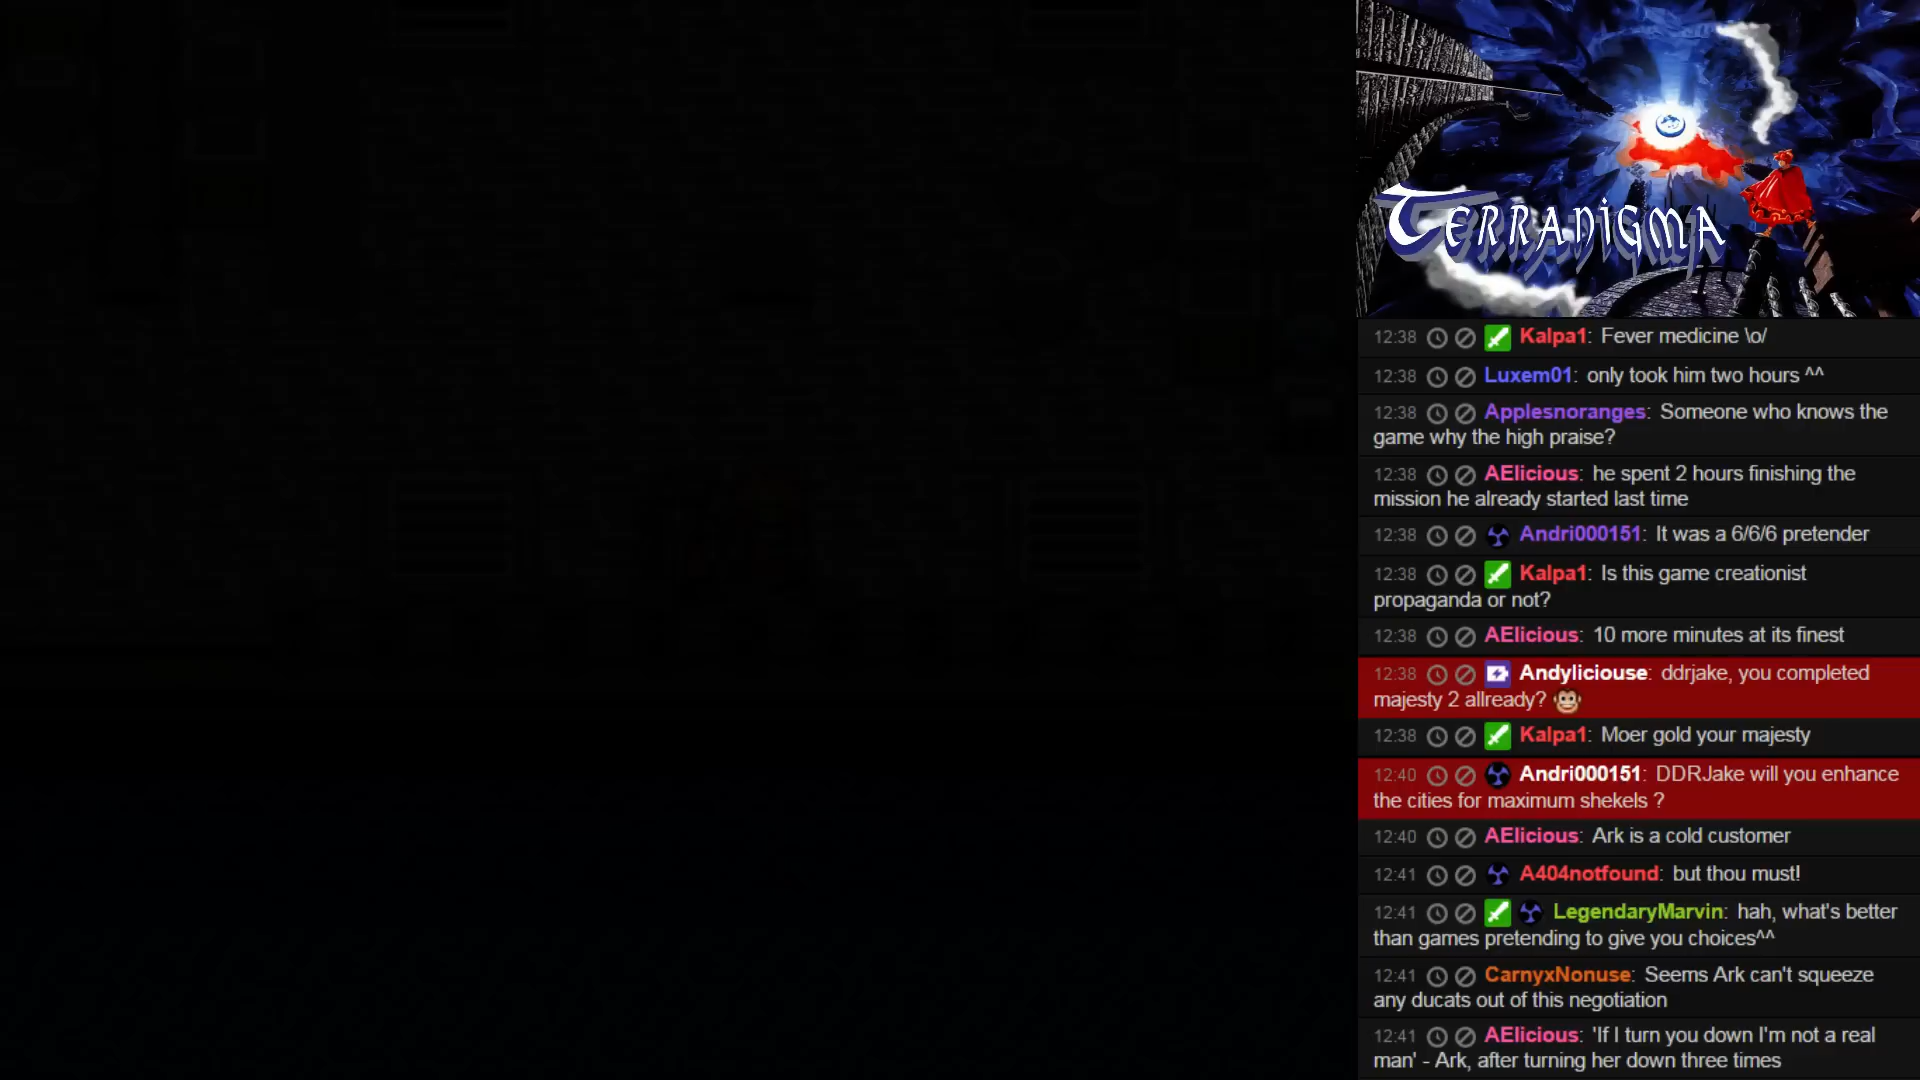 TERRANIGMA
12:38 Kalpa1: Fever medicine \o/
12:38 Luxem01: only took him two hours ^^
12:38 Applesnoranges: Someone who knows the
game why the high praise?
12:38 AElicious: he spent 2 hours finishing the
mission he already started last time
12:38 Andri000151: It was a 6/6/6 pretender
12:38 Kalpa1: Is this game creationist
propaganda or not?
12:38 AElicious: 10 more minutes at its finest
12:38 Andyliciouse: ddrjake, you completed
majesty 2 allready?
12:38 Kalpa1: Moer gold your majesty
12:40 Andri000151: DDRJake will you enhance
the cities for maximum shekels ?
12:40 AElicious: Ark is a cold customer
12:41 A404notfound: but thou must!
12:41 LegendaryMarvin: hah, what's better
than games pretending to give you choices^^
12:41 CarnyxNonuse: Seems Ark can't squeeze
any ducats out of this negotiation
12:41 AElicious: 'If I turn you down I'm not a real
man' - Ark, after turning her down three times